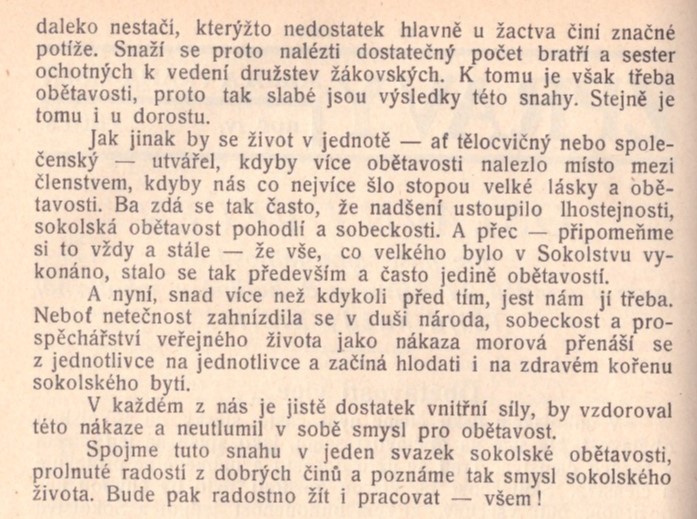 daleko nestačí, kterýžto nedostatek hlavně u žactva činí značné
potíže. Snaží se proto nalézti dostatečný počet bratří a sester
ochotných k vedení družstev žákovských. K tomu je však třeba
obětavosti, proto tak slabé jsou výsledky této snahy. Stejně je
tomu i u dorostu.
Jak jinak by se život v jednotě — ať tělocvičný nebo spole-
čenský — utvářel, kdyby více obětavosti nalezlo místo mezi
členstvem, kdyby nás co nejvíce šlo stopou velké lásky a obě-
tavosti. Ba zdá se tak často, že nadšení ustoupilo lhostejnosti,
sokolská obětavost pohodlí a sobeckosti. A přec — připomeňme
si to vždy a stále — že vše, co velkého bylo v Sokolstvu vy-
konáno, stalo se tak především a často jedině obětavostí.
A nyní, snad více než kdykoli před tím, jest nám jí třeba.
Neboť netečnost zahnízdila se v duši národa, sobeckost a pro-
spěchářství veřejného života jako nákaza morová přenáší se
z jednotlivce na jednotlivce a začíná hlodati i na zdravém kořenu
sokolského bytí.
V každém z nás je jistě dostatek vnitřní síly, by vzdoroval
této nákaze a neutlumil v sobě smysl pro obětavost.
Spojme tuto snahu v jeden svazek sokolské obětavosti,
prolnuté radostí z dobrých činů a poznáme tak smysl sokolského
života. Bude pak radostno žít i pracovat — všem!